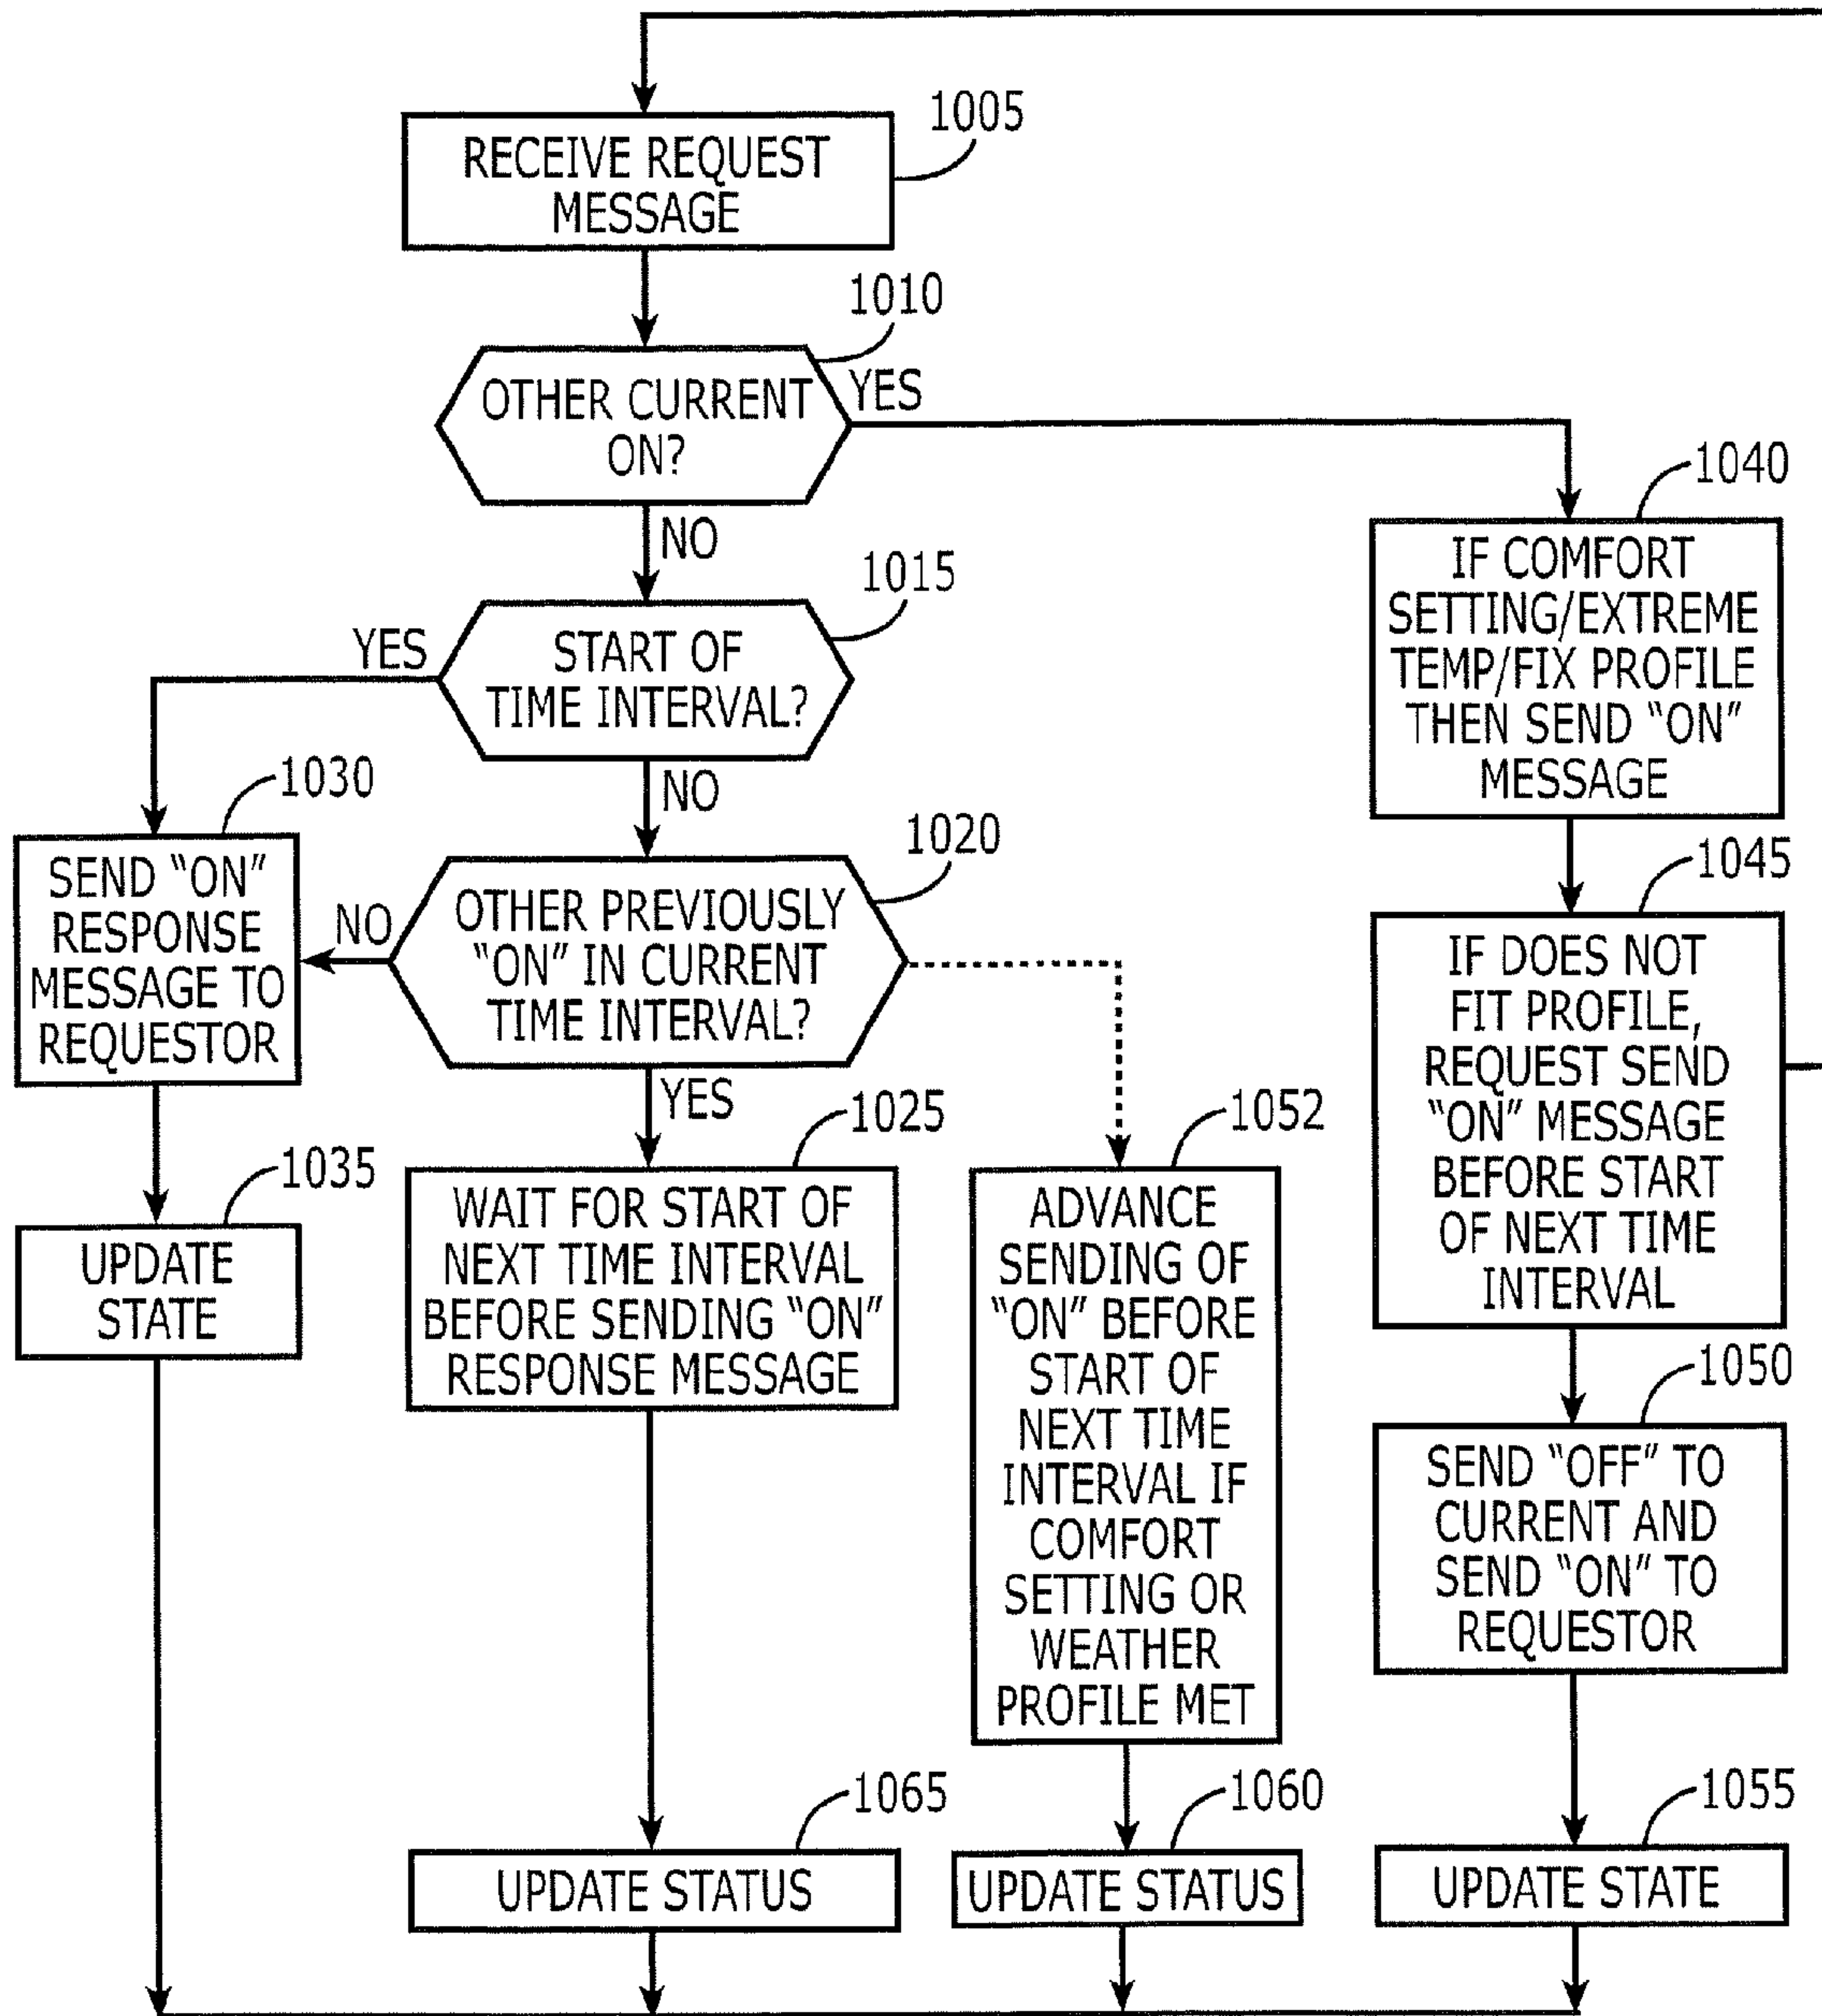 1005
RECEIVE REQUEST
MESSAGE
1010
OTHER CURRENT
ON?
YES
NO
1015
START OF
TIME INTERVAL?
YES
NO
1040
IF COMFORT
SETTING/EXTREME
TEMP/FIX PROFILE
THEN SEND “ON”
MESSAGE
1030
SEND “ON”
RESPONSE
MESSAGE TO
REQUESTOR
1020
OTHER PREVIOUSLY
“ON” IN CURRENT
TIME INTERVAL?
NO
YES
1045
IF DOES NOT
FIT PROFILE,
REQUEST SEND
“ON” MESSAGE
BEFORE START
OF NEXT TIME
INTERVAL
1035
UPDATE
STATE
1025
WAIT FOR START OF
NEXT TIME INTERVAL
BEFORE SENDING “ON”
RESPONSE MESSAGE
1052
ADVANCE
SENDING OF
“ON” BEFORE
START OF
NEXT TIME
INTERVAL IF
COMFORT
SETTING OR
WEATHER
PROFILE MET
1050
SEND “OFF” TO
CURRENT AND
SEND “ON” TO
REQUESTOR
1065
UPDATE STATUS
1060
UPDATE STATUS
1055
UPDATE STATE